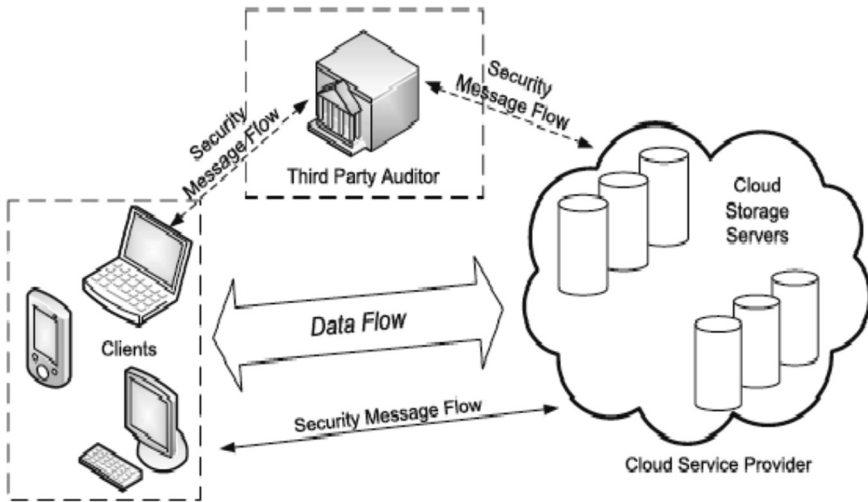 Security
Message Flow
Security
Message Flow
Third Party Auditor
Cloud
Storage
Servers
Clients
Data Flow
Security Message Flow
Cloud Service Provider